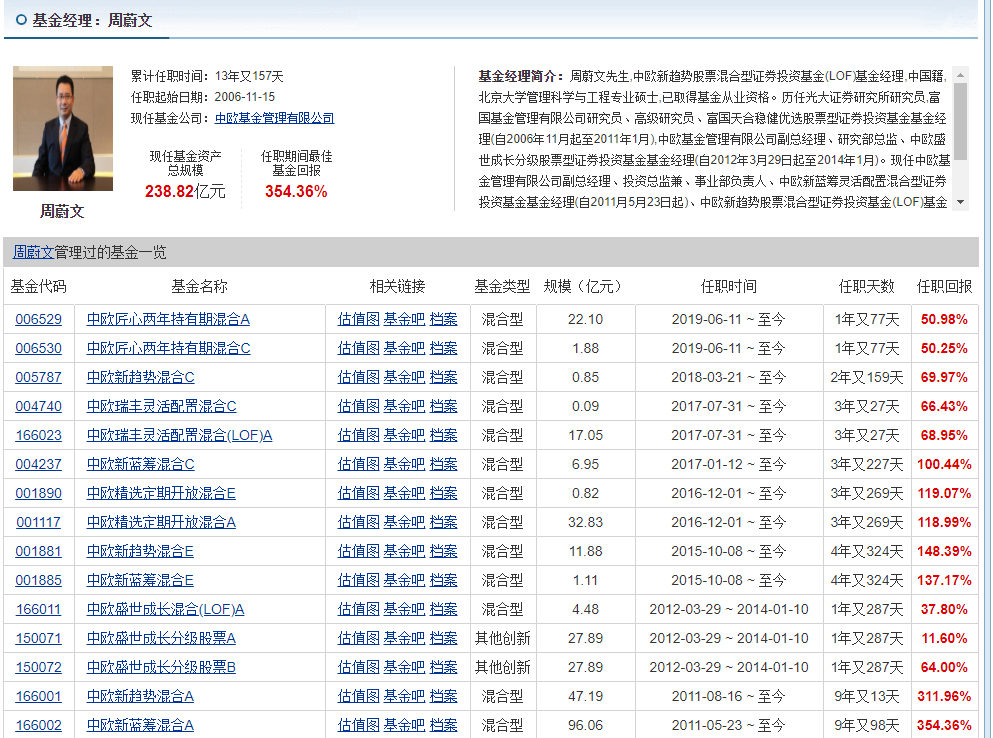 基金经理：周蔚文
累计任职时间：13年又157天
任职起始日期：2006-11-15
现任基金公司：中欧基金管理有限公司
现任基金资产
总规模
238.82亿元
任职期间最佳
基金回报
354.36%
周蔚文
基金经理简介：周蔚文先生,中欧新趋势股票混合型证券投资基金(LOF)基金经理,中国籍,
北京大学管理科学与工程专业硕士,已取得基金从业资格。历任光大证券研究所研究员,富
国基金管理有限公司研究员、高级研究员、富国天合稳健优选股票型证券投资基金基金经
理(自2006年11月起至2011年1月),中欧基金管理有限公司副总经理、研究部总监、中欧盛
世成长分级股票型证券投资基金基金经理(自2012年3月29日起至2014年1月)。现任中欧基
金管理有限公司副总经理、投资总监兼、事业部负责人、中欧新蓝筹灵活配置混合型证券
投资基金基金经理(自2011月5月23日起)、中欧新趋势股票混合型证券投资基金(LOF)基金
周蔚文管理过的基金一览
基金代码 基金名称 相关链接 基金类型 规模（亿元） 任职时间 任职天数 任职回报
006529 中欧匠心两年持有期混合A 估值图 基金吧 档案 混合型 22.10 2019-06-11 ~ 至今 1年又77天 50.98%
006530 中欧匠心两年持有期混合C 估值图 基金吧 档案 混合型 1.88 2019-06-11 ~ 至今 1年又77天 50.25%
005787 中欧新趋势混合C 估值图 基金吧 档案 混合型 0.85 2018-03-21 ~ 至今 2年又159天 69.97%
004740 中欧瑞丰灵活配置混合C 估值图 基金吧 档案 混合型 0.09 2017-07-31 ~ 至今 3年又27天 66.43%
166023 中欧瑞丰灵活配置混合(LOF)A 估值图 基金吧 档案 混合型 17.05 2017-07-31 ~ 至今 3年又27天 68.95%
004237 中欧新蓝筹混合C 估值图 基金吧 档案 混合型 6.95 2017-01-12 ~ 至今 3年又227天 100.44%
001890 中欧精选定期开放混合E 估值图 基金吧 档案 混合型 0.82 2016-12-01 ~ 至今 3年又269天 119.07%
001117 中欧精选定期开放混合A 估值图 基金吧 档案 混合型 32.83 2016-12-01 ~ 至今 3年又269天 118.99%
001881 中欧新趋势混合E 估值图 基金吧 档案 混合型 11.88 2015-10-08 ~ 至今 4年又324天 148.39%
001885 中欧新蓝筹混合E 估值图 基金吧 档案 混合型 1.11 2015-10-08 ~ 至今 4年又324天 137.17%
166011 中欧盛世成长混合(LOF)A 估值图 基金吧 档案 混合型 4.48 2012-03-29 ~ 2014-01-10 1年又287天 37.80%
150071 中欧盛世成长分级股票A 估值图 基金吧 档案 其他创新 27.89 2012-03-29 ~ 2014-01-10 1年又287天 11.60%
150072 中欧盛世成长分级股票B 估值图 基金吧 档案 其他创新 27.89 2012-03-29 ~ 2014-01-10 1年又287天 64.00%
166001 中欧新趋势混合A 估值图 基金吧 档案 混合型 47.19 2011-08-16 ~ 至今 9年又13天 311.96%
166002 中欧新蓝筹混合A 估值图 基金吧 档案 混合型 96.06 2011-05-23 ~ 至今 9年又98天 354.36%